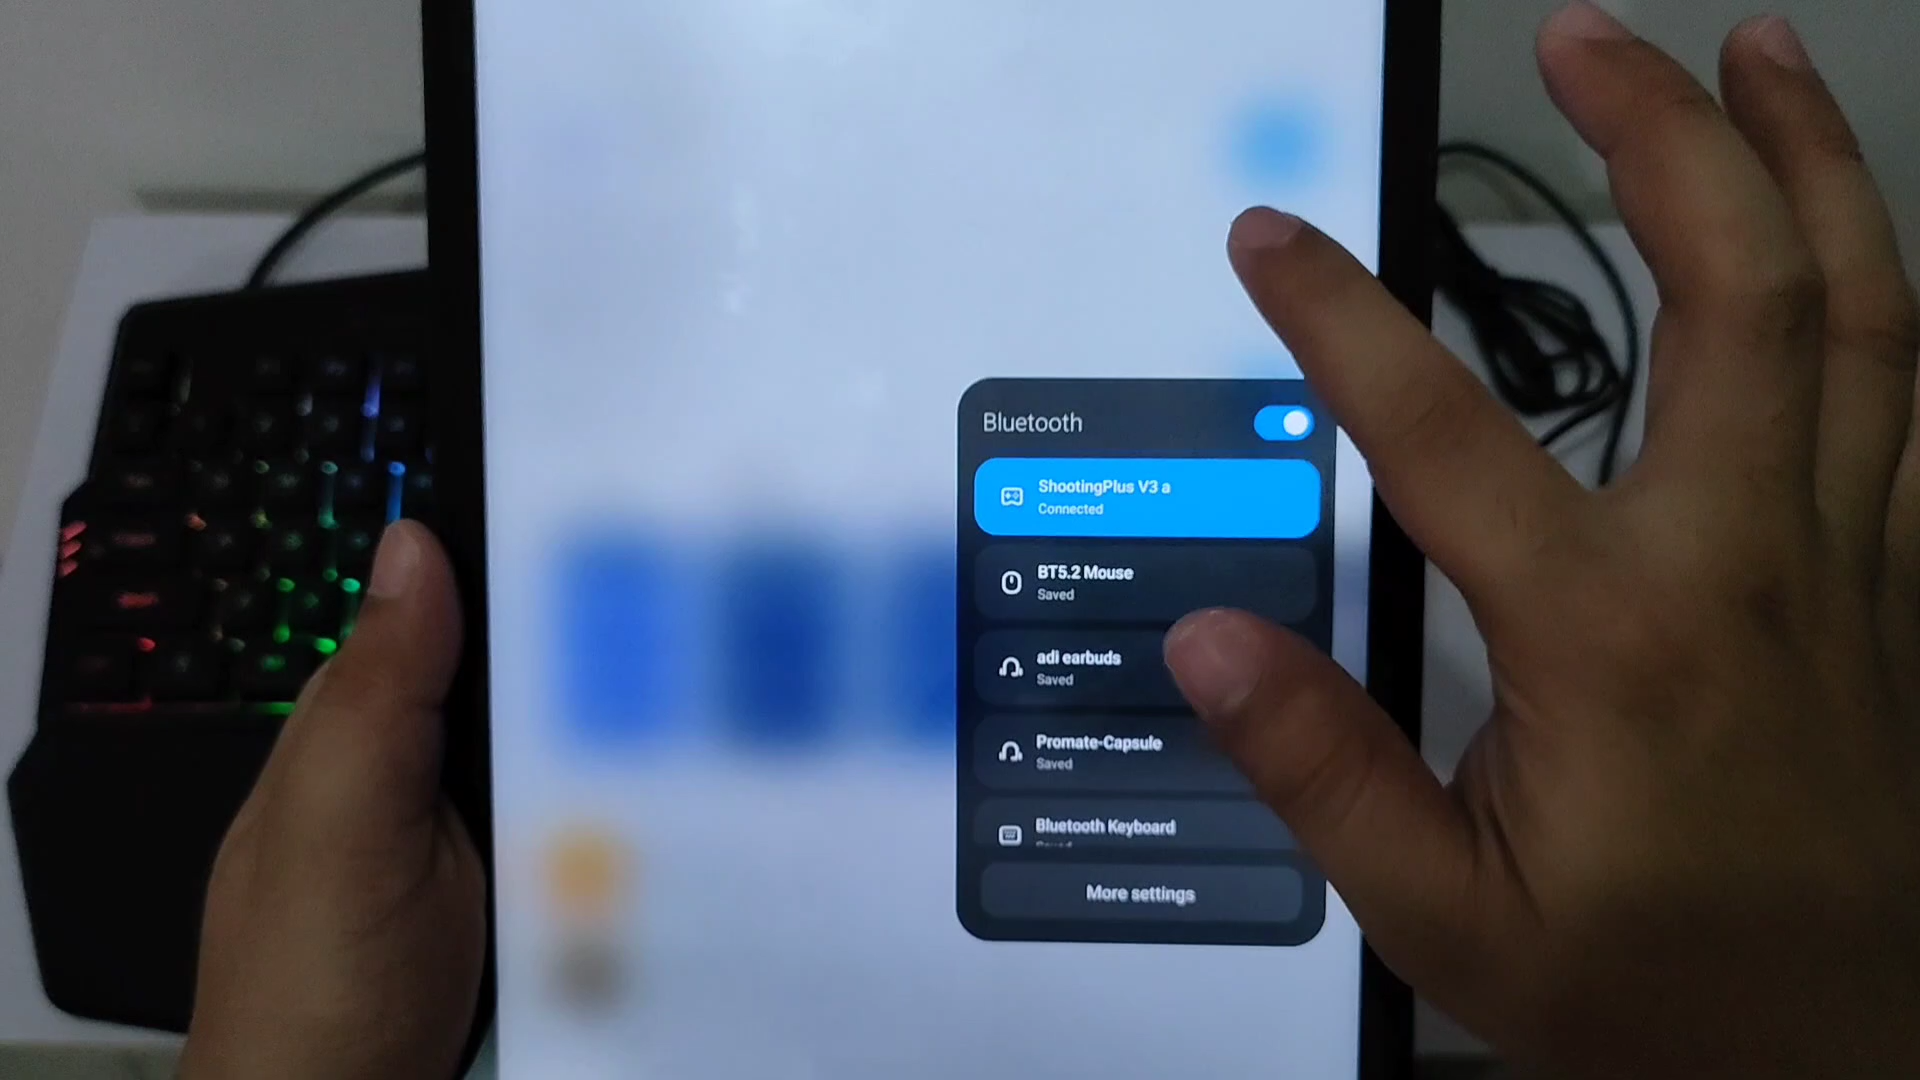 Bluetooth
ShootingPlus V3 a
Connected
BT5.2 Mouse
Saved
adi earbuds
Saved
Promate-Capsule
Saved
Bluetooth Keyboard
More settings